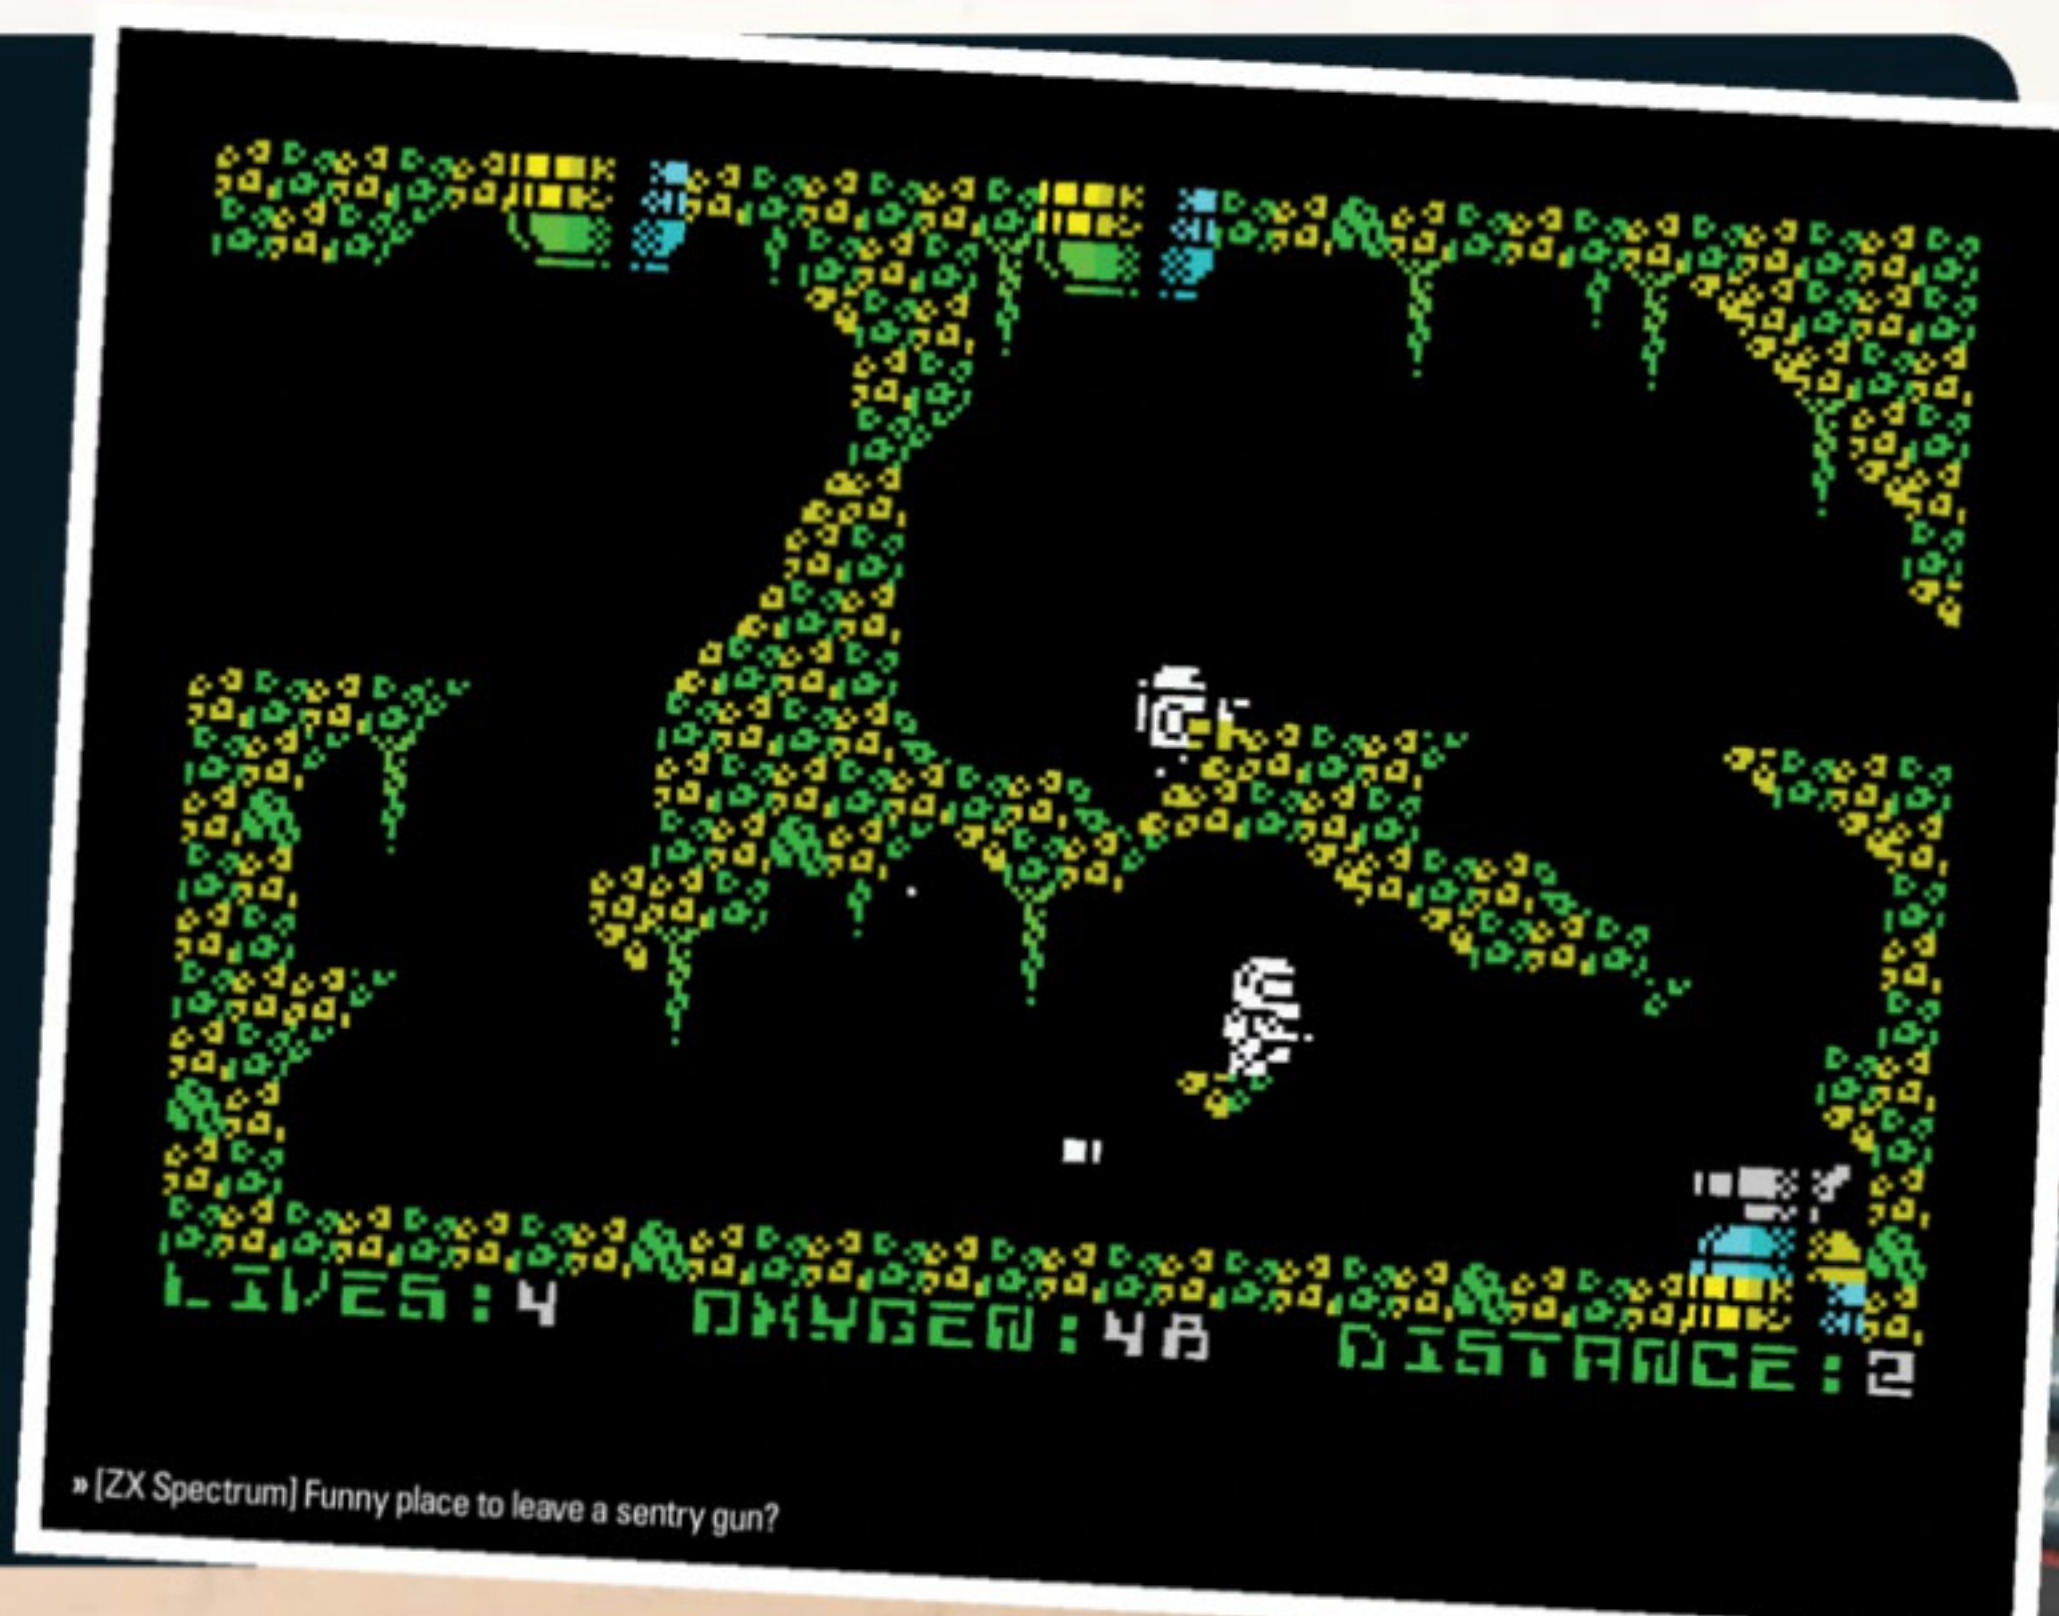 LIVES:4 OXYGEN:48 DISTANCE:2
» [ZX Spectrum] Funny place to leave a sentry gun?